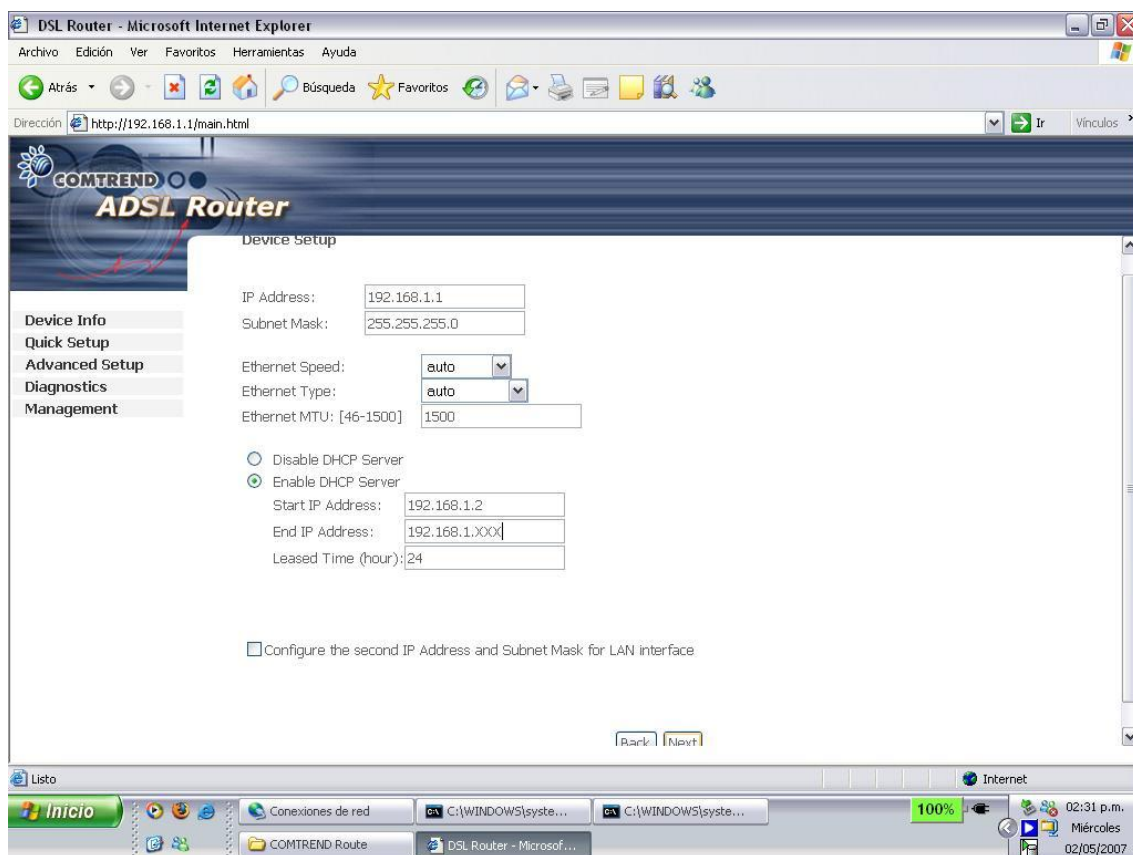 DSL Router - Microsoft Internet Explorer
Archivo Edición Ver Favoritos Herramientas Ayuda
Atrás Búsqueda Favoritos
Dirección http://192.168.1.1/main.html Ir Vínculos
COMTREND
ADSL Router
Device Info
Quick Setup
Advanced Setup
Diagnostics
Management
Device Setup
IP Address: 192.168.1.1
Subnet Mask: 255.255.255.0
Ethernet Speed: auto
Ethernet Type: auto
Ethernet MTU: [46-1500] 1500
Disable DHCP Server
Enable DHCP Server
Start IP Address: 192.168.1.2
End IP Address: 192.168.1.XXX
Leased Time (hour): 24
Configure the second IP Address and Subnet Mask for LAN interface
Back Next
Listo Internet
Inicio Conexiones de red C:\WINDOWS\syste... C:\WINDOWS\syste... 100% 02:31 p.m.
Miércoles
COMTREND Route DSL Router - Microsof... 02/05/2007